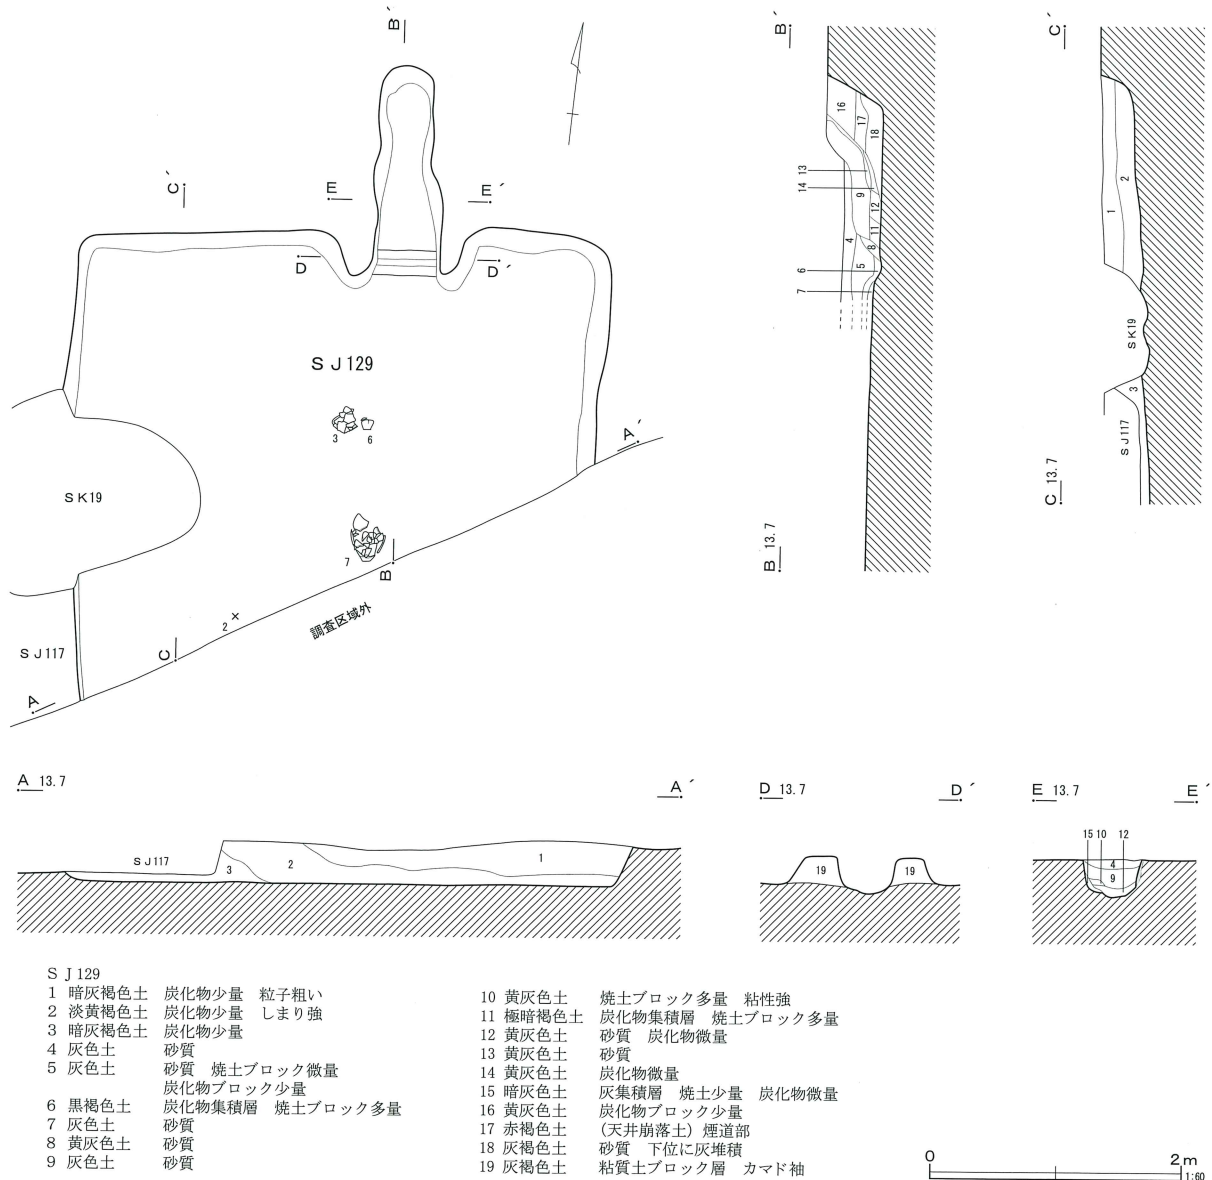 B´
B´
C´
16
17
18
13
14
9
12
11
8
4
5
6
7
2
1
SK19
3
SJ117
C 13.7
B 13.7
C´
E
E´
D
D´
SJ129
3
6
A´
SK19
7
B
調査区域外
2
C
SJ117
A
A 13.7
A´
SJ117
3
2
1
D 13.7
D´
19
19
E 13.7
E´
15 10 12
4
9
SJ129
1 暗灰褐色土 炭化物少量 粒子粗い
2 淡黄褐色土 炭化物少量 しまり強
3 暗灰褐色土 炭化物少量
4 灰色土 砂質
5 灰色土 砂質 焼土ブロック微量
炭化物ブロック少量
6 黒褐色土 炭化物集積層 焼土ブロック多量
7 灰色土 砂質
8 黄灰色土 砂質
9 灰色土 砂質
10 黄灰色土 焼土ブロック多量 粘性強
11 極暗褐色土 炭化物集積層 焼土ブロック多量
12 黄灰色土 砂質 炭化物微量
13 黄灰色土 砂質
14 黄灰色土 炭化物微量
15 暗灰色土 灰集積層 焼土少量 炭化物微量
16 黄灰色土 炭化物ブロック少量
17 赤褐色土 (天井崩落土) 煙道部
18 灰褐色土 砂質 下位に灰堆積
19 灰褐色土 粘質土ブロック層 カマド袖
0 2m
1:60